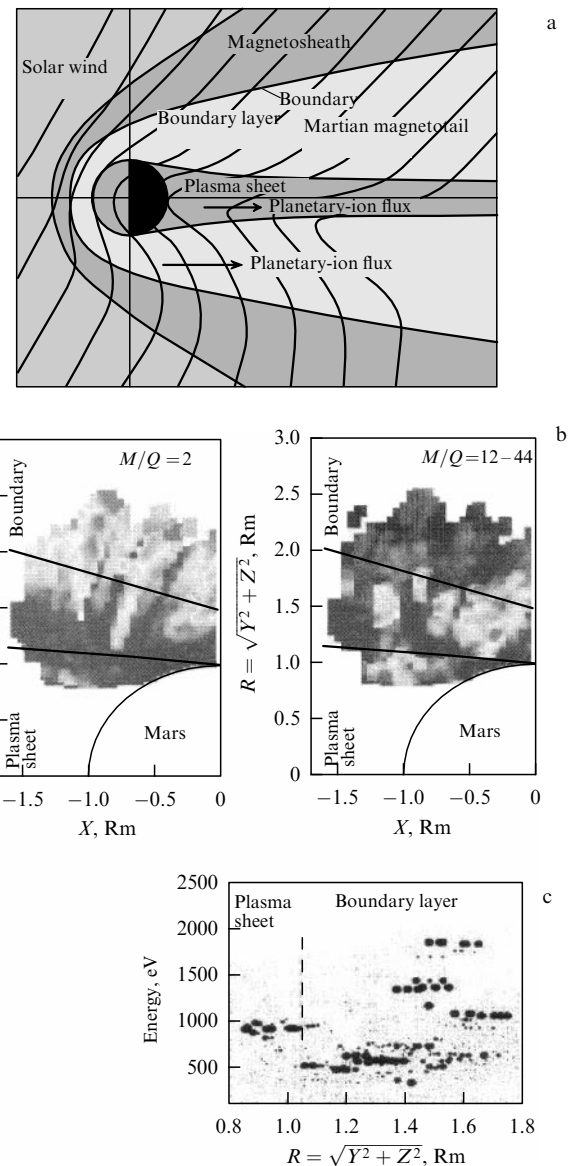 a
Solar wind
Magnetosheath
Boundary
Boundary layer
Martian magnetotail
Plasma sheet
Planetary-ion flux
Planetary-ion flux
b
M/Q = 2
Boundary
Plasma
sheet
Mars
−1.5 −1.0 −0.5 0
X, Rm
M/Q = 12 – 44
3.0
2.5
2.0
1.5
1.0
0.5
0
R = √Y² + Z², Rm
Boundary
Plasma
sheet
Mars
−1.5 −1.0 −0.5 0
X, Rm
c
2500
2000
1500
1000
500
Energy, eV
Plasma
sheet
Boundary layer
0.8 1.0 1.2 1.4 1.6 1.8
R = √Y² + Z², Rm